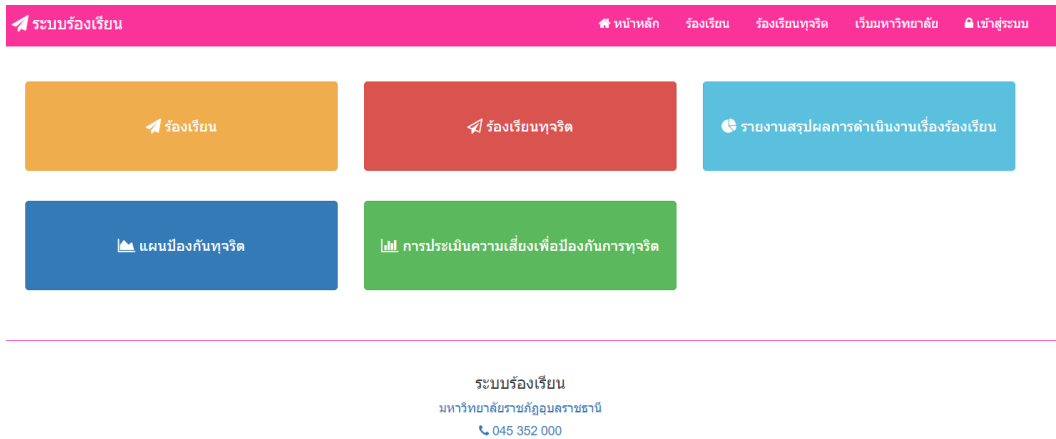 ระบบร้องเรียน
หน้าหลัก ร้องเรียน ร้องเรียนทุจริต เว็บมหาวิทยาลัย เข้าสู่ระบบ
ร้องเรียน
ร้องเรียนทุจริต
รายงานสรุปผลการดำเนินงานเรื่องร้องเรียน
แผนป้องกันทุจริต
การประเมินความเสี่ยงเพื่อป้องกันการทุจริต
ระบบร้องเรียน
มหาวิทยาลัยราชภัฏอุบลราชธานี
045 352 000